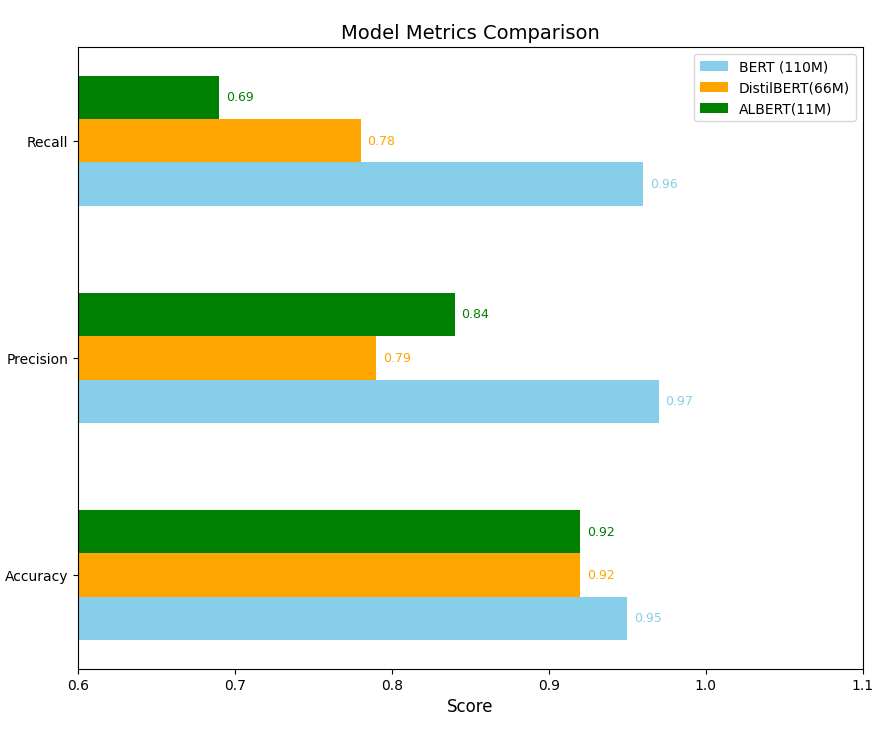 Model Metrics Comparison
BERT (110M)
DistilBERT(66M)
ALBERT(11M)
Recall
0.69
0.78
0.96
Precision
0.84
0.79
0.97
Accuracy
0.92
0.92
0.95
0.6 0.7 0.8 0.9 1.0 1.1
Score